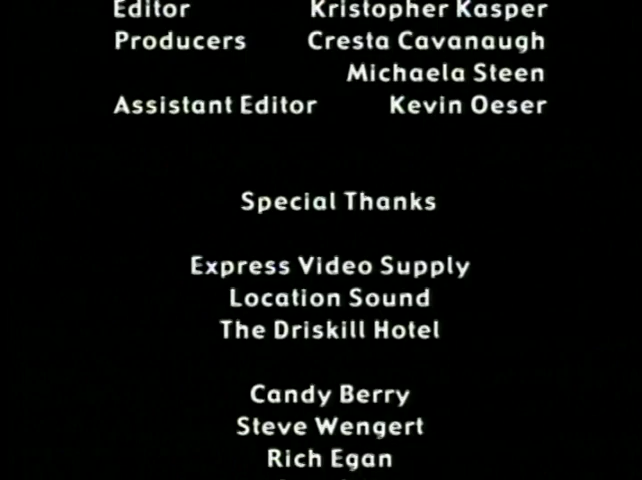 Editor Kristopher Kasper
Producers Cresta Cavanaugh
Michaela Steen
Assistant Editor Kevin Oeser
Special Thanks
Express Video Supply
Location Sound
The Driskill Hotel
Candy Berry
Steve Wengert
Rich Egan